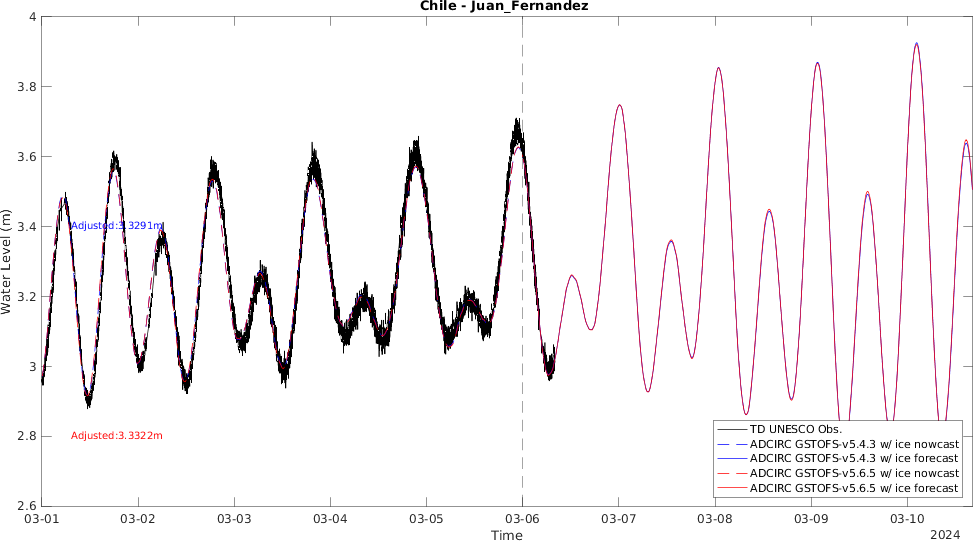 Chile - Juan_Fernandez
4
3.8
3.6
3.4
3.2
3
2.8
2.6
Water Level (m)
Adjusted:3.3291m
Adjusted:3.3322m
TD UNESCO Obs.
ADCIRC GSTOFS-v5.4.3 w/ ice nowcast
ADCIRC GSTOFS-v5.4.3 w/ ice forecast
ADCIRC GSTOFS-v5.6.5 w/ ice nowcast
ADCIRC GSTOFS-v5.6.5 w/ ice forecast
03-01 03-02 03-03 03-04 03-05 03-06 03-07 03-08 03-09 03-10
Time
2024